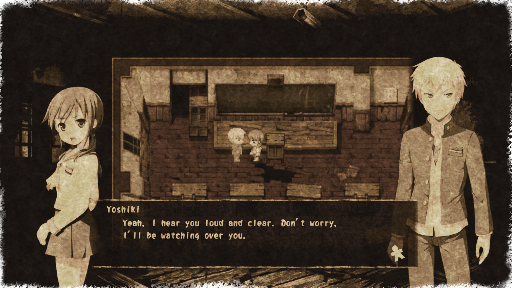 Yoshiki
Yeah, I hear you loud and clear. Don't worry,
I'll be watching over you.